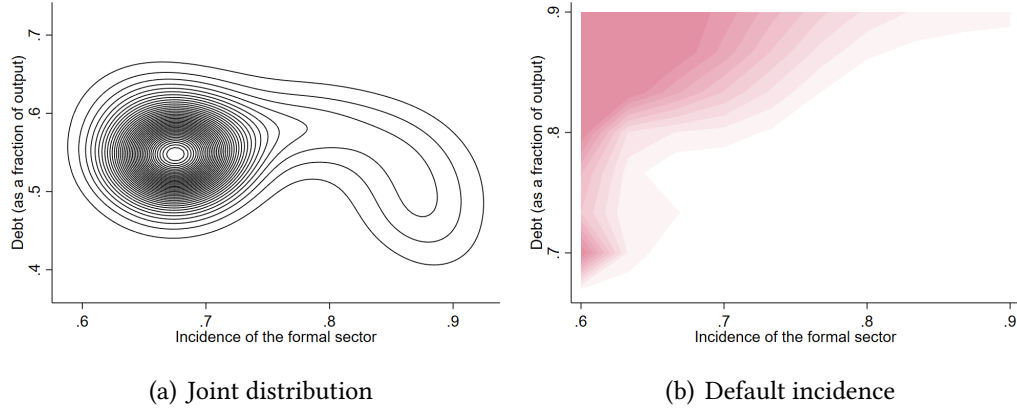 Debt (as a fraction of output)
.7
.6
.5
.4
.6
.7
.8
.9
Incidence of the formal sector
(a) Joint distribution
Debt (as a fraction of output)
.9
.8
.7
.6
.7
.8
.9
Incidence of the formal sector
(b) Default incidence